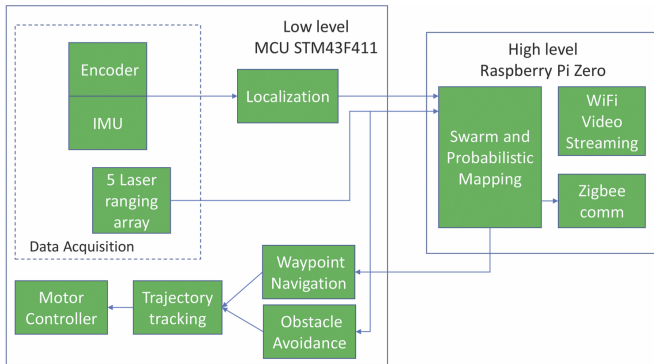 Low level
MCU STM43F411
High level
Raspberry Pi Zero
Encoder
IMU
Localization
5 Laser
ranging
array
Data Acquisition
Swarm and
Probabilistic
Mapping
WiFi
Video
Streaming
Zigbee
comm
Waypoint
Navigation
Obstacle
Avoidance
Trajectory
tracking
Motor
Controller